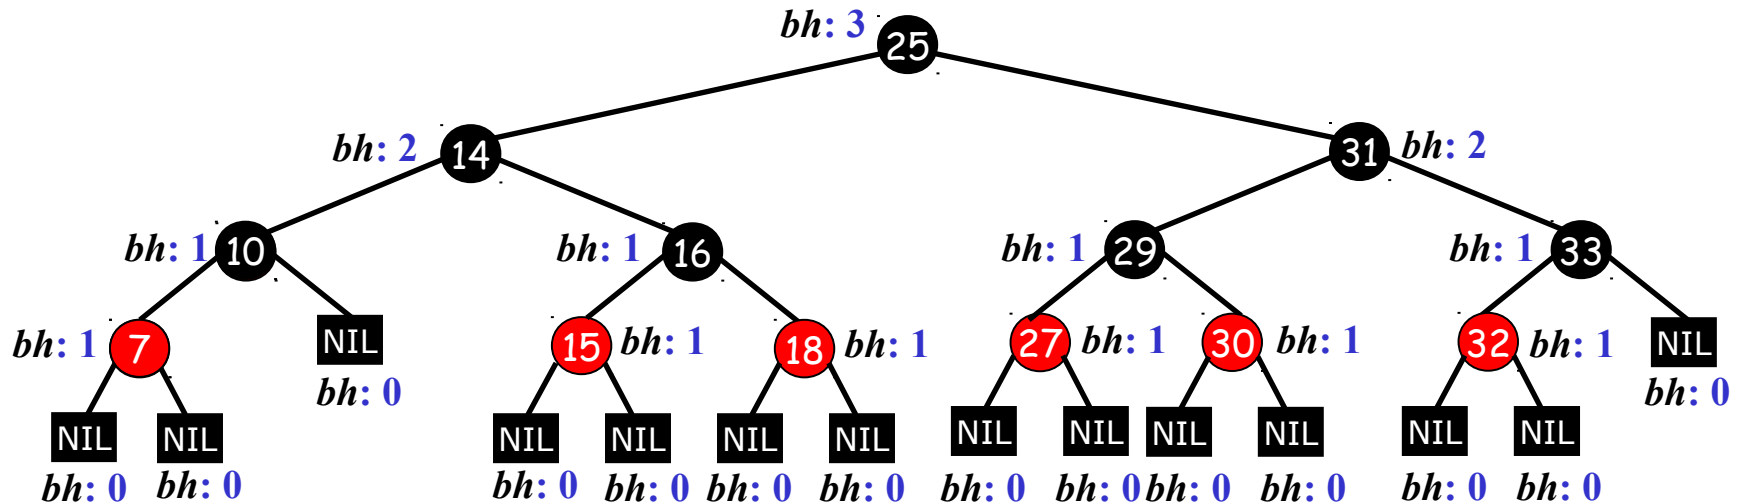 bh: 3 25
bh: 2 14 31 bh: 2
bh: 1 10 bh: 1 16 bh: 1 29 bh: 1 33
bh: 1 7 NIL 15 bh: 1 18 bh: 1 27 bh: 1 30 bh: 1 32 bh: 1 NIL
bh: 0 bh: 0
NIL NIL NIL NIL NIL NIL NIL NIL NIL NIL NIL NIL
bh: 0 bh: 0 bh: 0 bh: 0 bh: 0 bh: 0 bh: 0 bh: 0 bh: 0 bh: 0 bh: 0 bh: 0